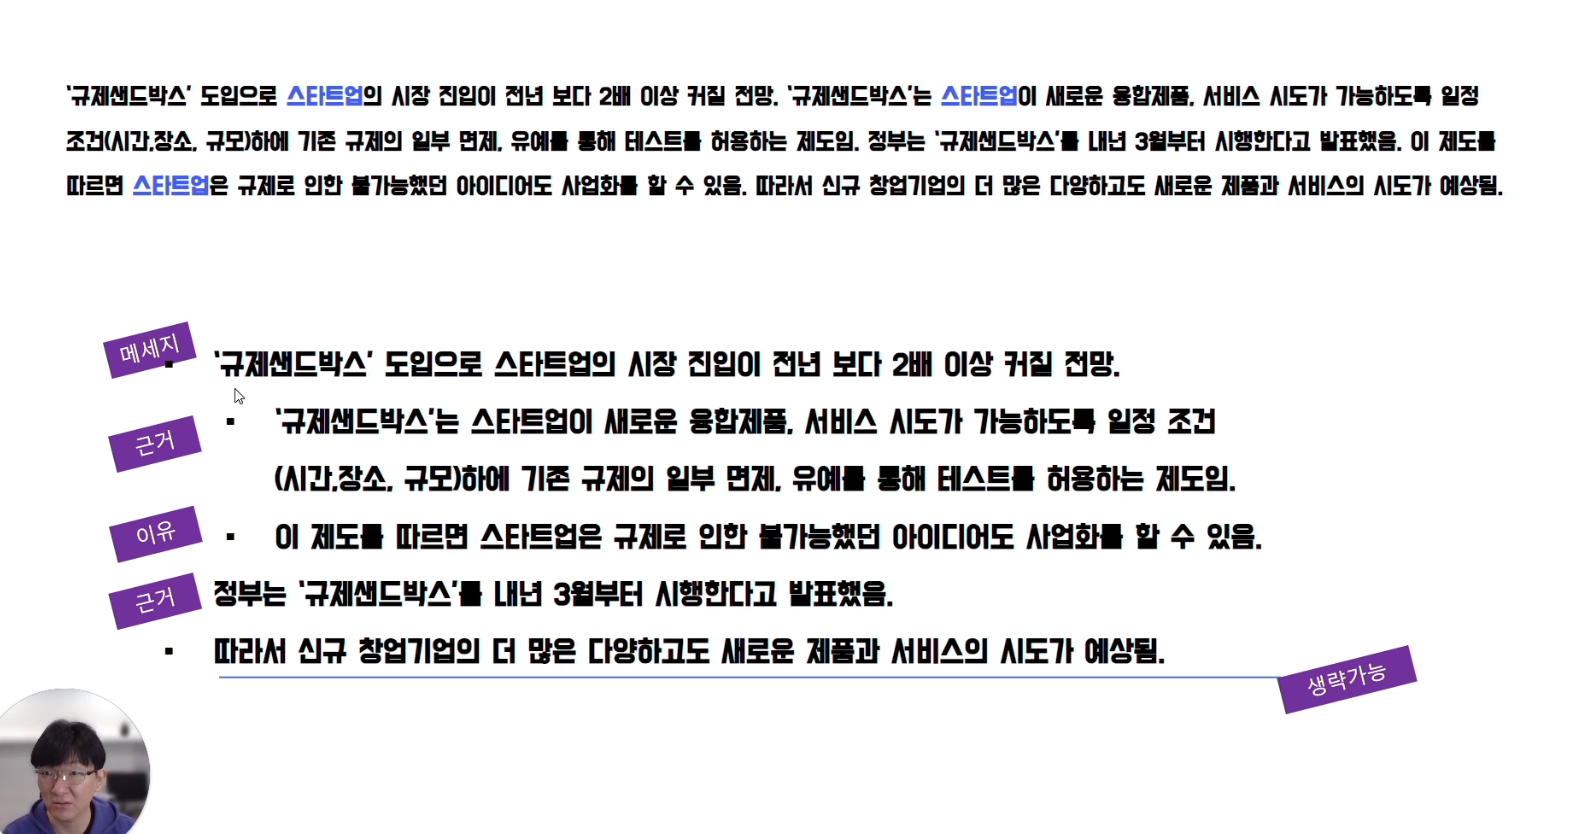 '규제샌드박스' 도입으로 스타트업의 시장 진입이 전년 보다 2배 이상 커질 전망. '규제샌드박스'는 스타트업이 새로운 융합제품, 서비스 시도가 가능하도록 일정
조건(시간,장소, 규모)하에 기존 규제의 일부 면제, 유예를 통해 테스트를 허용하는 제도임. 정부는 '규제샌드박스'를 내년 3월부터 시행한다고 발표했음. 이 제도를
따르면 스타트업은 규제로 인한 불가능했던 아이디어도 사업화를 할 수 있음. 따라서 신규 창업기업의 더 많은 다양하고도 새로운 제품과 서비스의 시도가 예상됨.
메세지
▪ '규제샌드박스' 도입으로 스타트업의 시장 진입이 전년 보다 2배 이상 커질 전망.
근거
▪ '규제샌드박스'는 스타트업이 새로운 융합제품, 서비스 시도가 가능하도록 일정 조건
(시간,장소, 규모)하에 기존 규제의 일부 면제, 유예를 통해 테스트를 허용하는 제도임.
이유
▪ 이 제도를 따르면 스타트업은 규제로 인한 불가능했던 아이디어도 사업화를 할 수 있음.
근거
정부는 '규제샌드박스'를 내년 3월부터 시행한다고 발표했음.
▪ 따라서 신규 창업기업의 더 많은 다양하고도 새로운 제품과 서비스의 시도가 예상됨.
생략가능